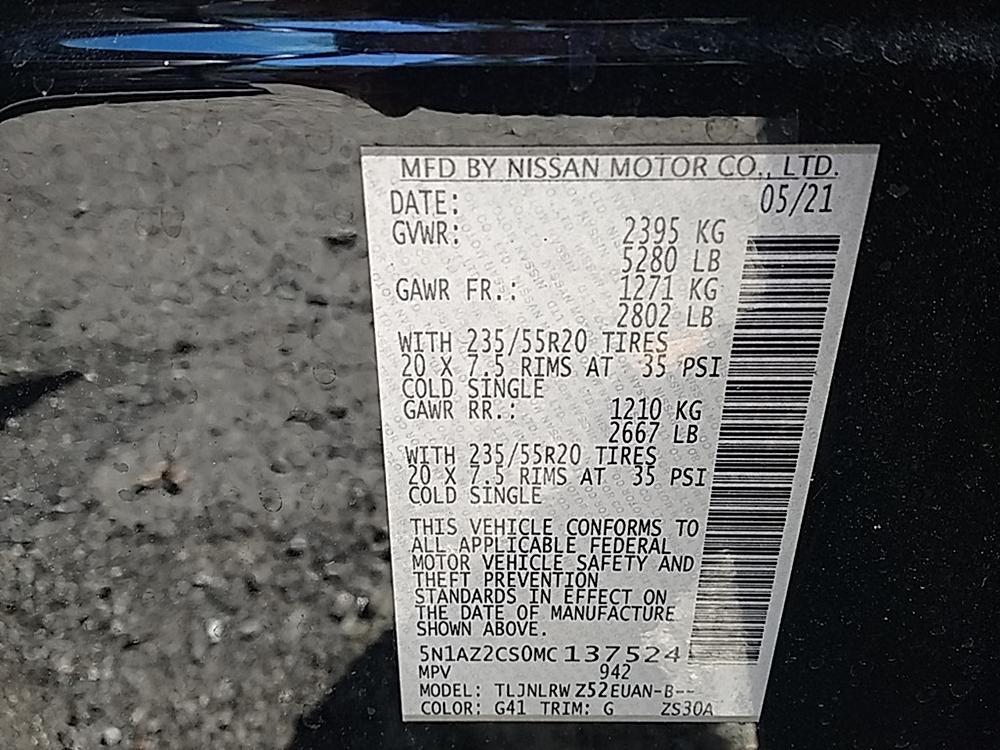 MFD BY NISSAN MOTOR CO., LTD.
DATE: 05/21
GVWR: 2395 KG
5280 LB
GAWR FR.: 1271 KG
2802 LB
WITH 235/55R20 TIRES
20 X 7.5 RIMS AT 35 PSI
COLD SINGLE
GAWR RR.: 1210 KG
2667 LB
WITH 235/55R20 TIRES
20 X 7.5 RIMS AT 35 PSI
COLD SINGLE
THIS VEHICLE CONFORMS TO
ALL APPLICABLE FEDERAL
MOTOR VEHICLE SAFETY AND
THEFT PREVENTION
STANDARDS IN EFFECT ON
THE DATE OF MANUFACTURE
SHOWN ABOVE.
5N1AZ2CS0MC137524
MPV 942
MODEL: TLJNLRWZ52EUAN-B--
COLOR: G41 TRIM: G ZS30A